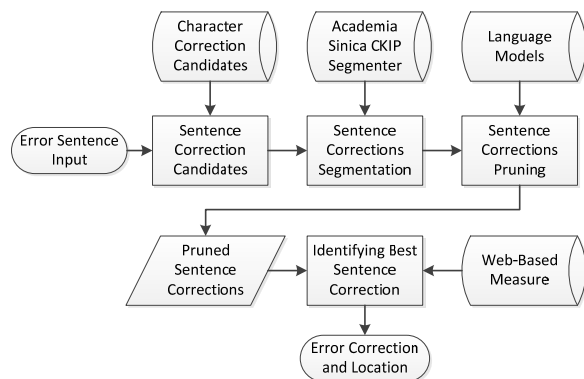 Character
Correction
Candidates
Academia
Sinica CKIP
Segmenter
Language
Models
Error Sentence
Input
Sentence
Correction
Candidates
Sentence
Corrections
Segmentation
Sentence
Corrections
Pruning
Pruned
Sentence
Corrections
Identifying Best
Sentence
Correction
Web-Based
Measure
Error Correction
and Location